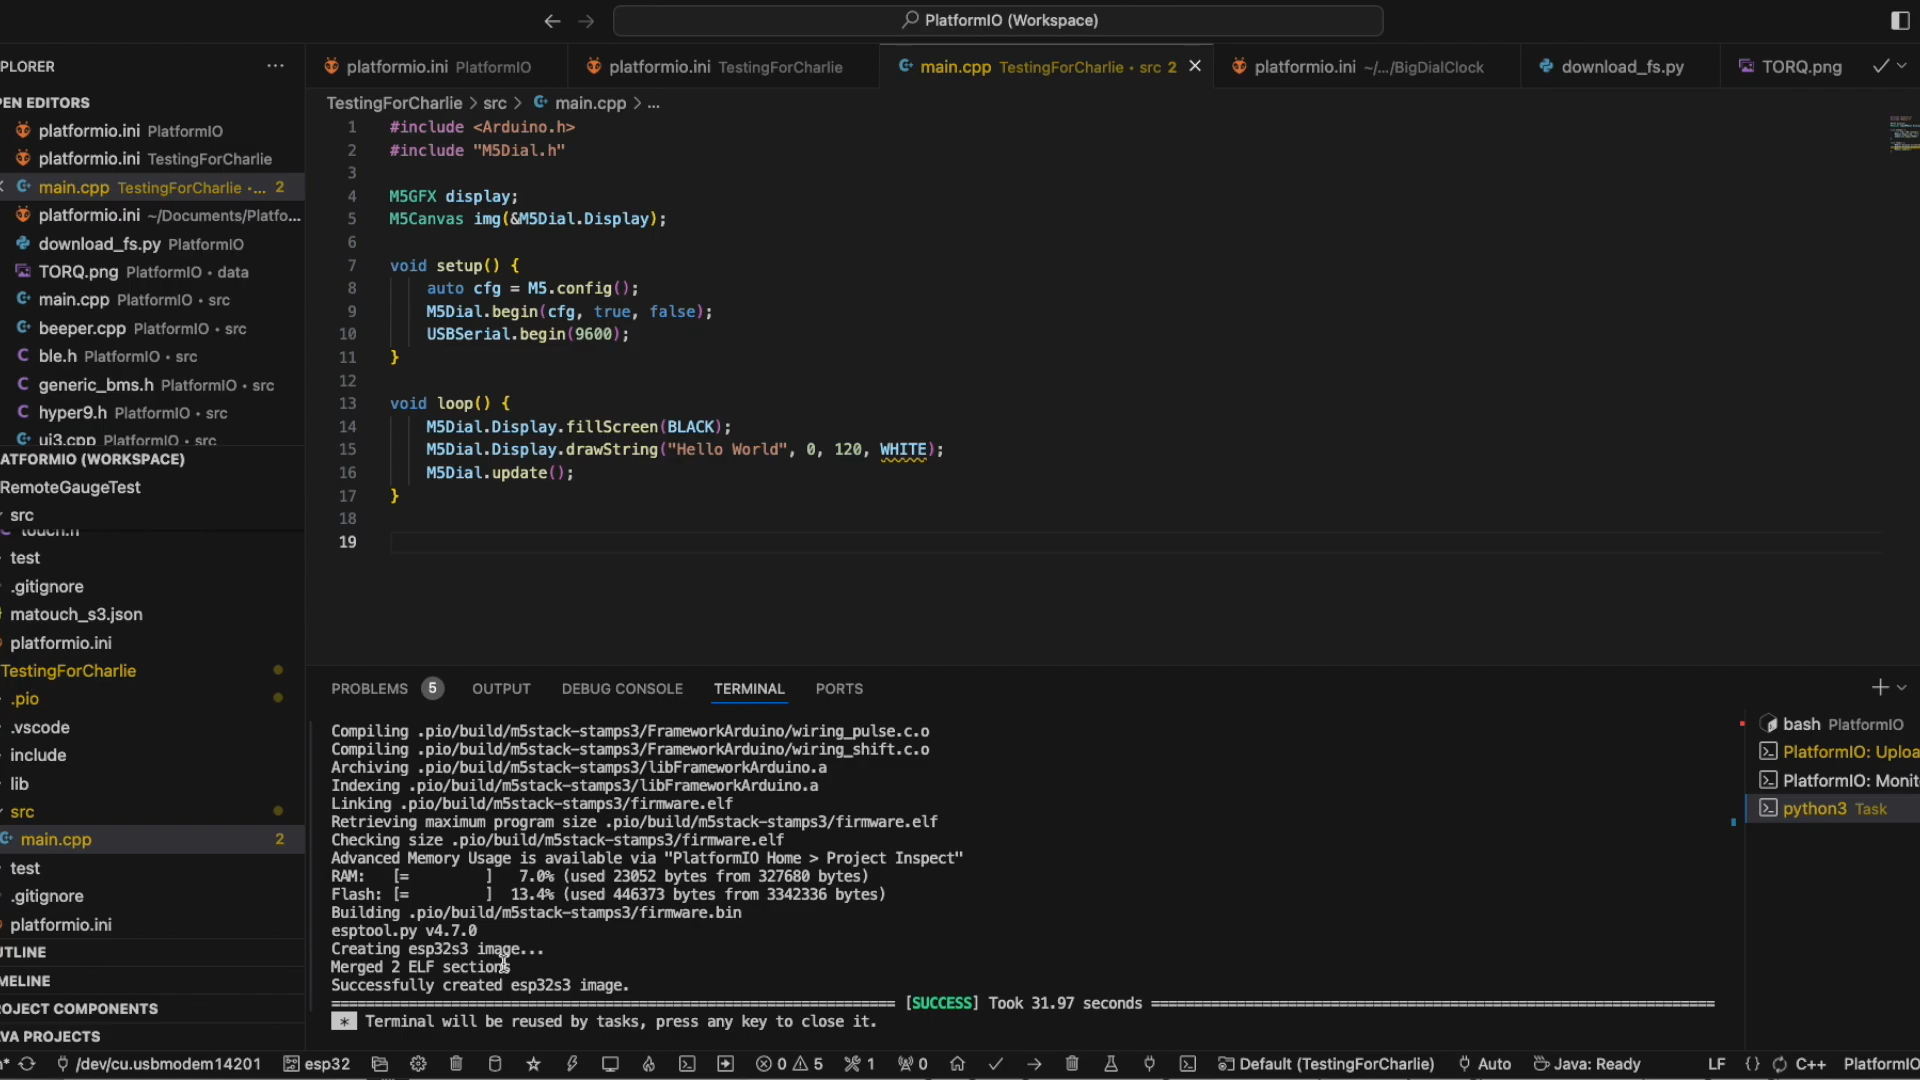 PlatformIO (Workspace)
PLORER
platformio.ini PlatformIO
platformio.ini TestingForCharlie
main.cpp TestingForCharlie • src 2
platformio.ini ~/.../BigDialClock
download_fs.py
TORQ.png
TestingForCharlie > src > main.cpp > ...
PEN EDITORS
platformio.ini PlatformIO
platformio.ini TestingForCharlie
main.cpp TestingForCharlie •... 2
platformio.ini ~/Documents/Platfo...
download_fs.py PlatformIO
TORQ.png PlatformIO • data
main.cpp PlatformIO • src
beeper.cpp PlatformIO • src
ble.h PlatformIO • src
generic_bms.h PlatformIO • src
hyper9.h PlatformIO • src
ui3.cpp PlatformIO • src
ATFORMIO (WORKSPACE)
RemoteGaugeTest
src
touch.h
test
.gitignore
matouch_s3.json
platformio.ini
TestingForCharlie
.pio
.vscode
include
lib
src
main.cpp 2
test
.gitignore
platformio.ini
UTLINE
MELINE
ROJECT COMPONENTS
AVA PROJECTS
1 #include <Arduino.h>
2 #include "M5Dial.h"
3
4 M5GFX display;
5 M5Canvas img(&M5Dial.Display);
6
7 void setup() {
8 auto cfg = M5.config();
9 M5Dial.begin(cfg, true, false);
10 USBSerial.begin(9600);
11 }
12
13 void loop() {
14 M5Dial.Display.fillScreen(BLACK);
15 M5Dial.Display.drawString("Hello World", 0, 120, WHITE);
16 M5Dial.update();
17 }
18
19
PROBLEMS 5 OUTPUT DEBUG CONSOLE TERMINAL PORTS
Compiling .pio/build/m5stack-stamps3/FrameworkArduino/wiring_pulse.c.o
Compiling .pio/build/m5stack-stamps3/FrameworkArduino/wiring_shift.c.o
Archiving .pio/build/m5stack-stamps3/libFrameworkArduino.a
Indexing .pio/build/m5stack-stamps3/libFrameworkArduino.a
Linking .pio/build/m5stack-stamps3/firmware.elf
Retrieving maximum program size .pio/build/m5stack-stamps3/firmware.elf
Checking size .pio/build/m5stack-stamps3/firmware.elf
Advanced Memory Usage is available via "PlatformIO Home > Project Inspect"
RAM: [= ] 7.0% (used 23052 bytes from 327680 bytes)
Flash: [= ] 13.4% (used 446373 bytes from 3342336 bytes)
Building .pio/build/m5stack-stamps3/firmware.bin
esptool.py v4.7.0
Creating esp32s3 image...
Merged 2 ELF sections
Successfully created esp32s3 image.
[SUCCESS] Took 31.97 seconds
* Terminal will be reused by tasks, press any key to close it.
bash PlatformIO
PlatformIO: Uploa
PlatformIO: Monit
python3 Task
/dev/cu.usbmodem14201 esp32 0 5 1 0 Default (TestingForCharlie) Auto Java: Ready LF {} C++ PlatformIO